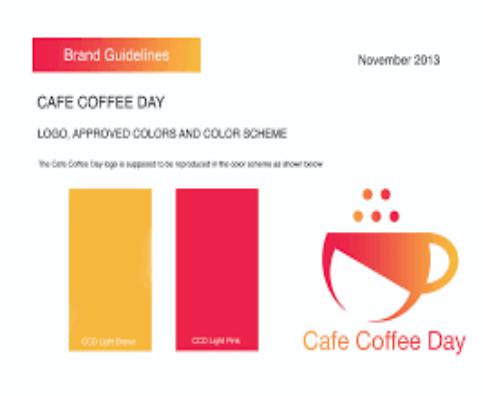 Brand Guidelines
November 2013
CAFE COFFEE DAY
LOGO, APPROVED COLORS AND COLOR SCHEME
The Cafe Coffee Day logo is supposed to be reproduced in the color scheme as shown below
CCD Light Brown
CCD Light Pink
Cafe Coffee Day